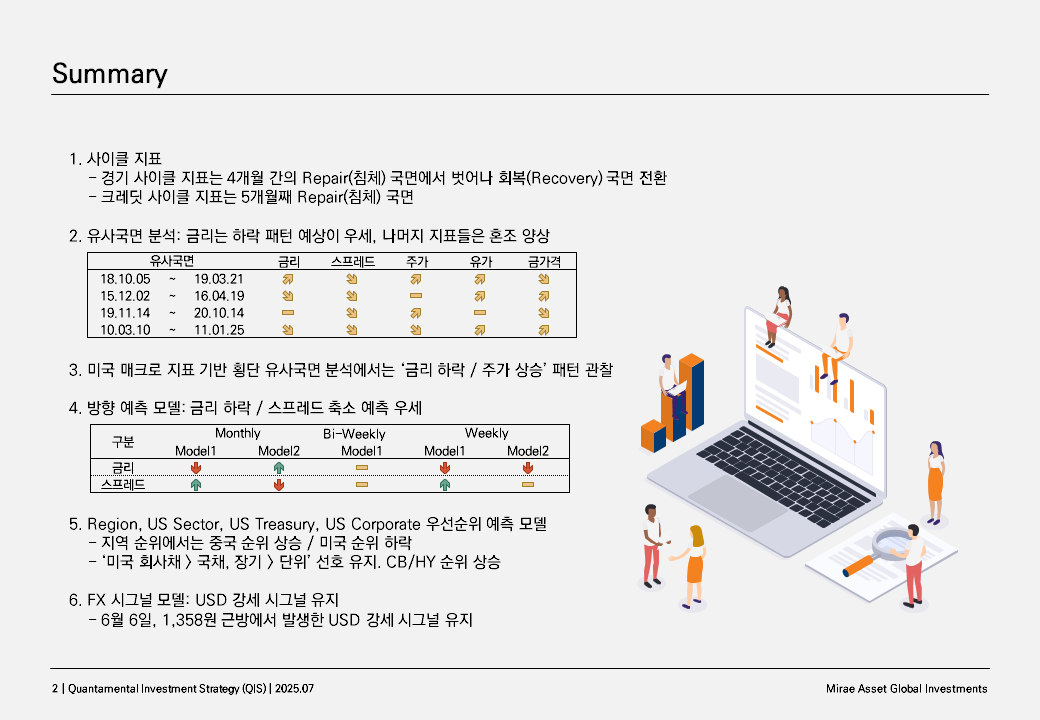 Summary
1. 사이클 지표
– 경기 사이클 지표는 4개월 간의 Repair(침체) 국면에서 벗어나 회복(Recovery) 국면 전환
– 크레딧 사이클 지표는 5개월째 Repair(침체) 국면
2. 유사국면 분석: 금리는 하락 패턴 예상이 우세, 나머지 지표들은 혼조 양상
유사국면 금리 스프레드 주가 유가 금가격
18.10.05 ~ 19.03.21
15.12.02 ~ 16.04.19
19.11.14 ~ 20.10.14
10.03.10 ~ 11.01.25
3. 미국 매크로 지표 기반 횡단 유사국면 분석에서는 ‘금리 하락 / 주가 상승’ 패턴 관찰
4. 방향 예측 모델: 금리 하락 / 스프레드 축소 예측 우세
구분 Monthly Bi-Weekly Weekly
Model1 Model2 Model1 Model1 Model2
금리
스프레드
5. Region, US Sector, US Treasury, US Corporate 우선순위 예측 모델
– 지역 순위에서는 중국 순위 상승 / 미국 순위 하락
– ‘미국 회사채 > 국채, 장기 > 단위’ 선호 유지. CB/HY 순위 상승
6. FX 시그널 모델: USD 강세 시그널 유지
– 6월 6일, 1,358원 근방에서 발생한 USD 강세 시그널 유지
2 | Quantamental Investment Strategy (QIS) | 2025.07
Mirae Asset Global Investments